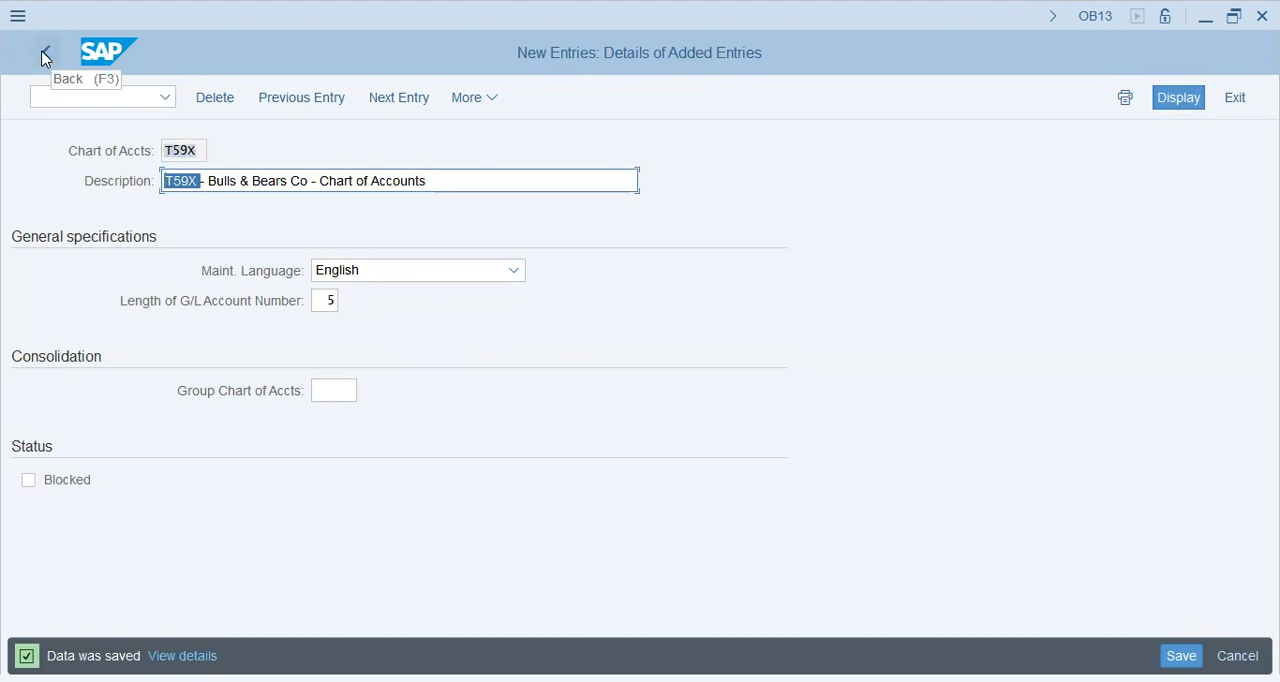 OB13
SAP
New Entries: Details of Added Entries
Back (F3)
Delete Previous Entry Next Entry More Display Exit
Chart of Accts: T59X
Description: T59X - Bulls & Bears Co - Chart of Accounts
General specifications
Maint. Language: English
Length of G/L Account Number: 5
Consolidation
Group Chart of Accts:
Status
Blocked
Data was saved View details Save Cancel